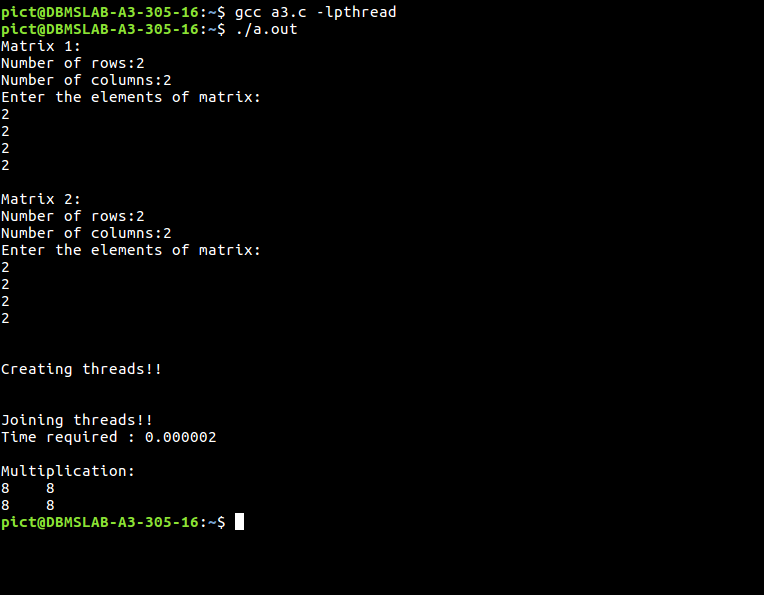 pict@DBMSLAB-A3-305-16:~$ gcc a3.c -lpthread
pict@DBMSLAB-A3-305-16:~$ ./a.out
Matrix 1:
Number of rows:2
Number of columns:2
Enter the elements of matrix:
2
2
2
2
Matrix 2:
Number of rows:2
Number of columns:2
Enter the elements of matrix:
2
2
2
2
Creating threads!!
Joining threads!!
Time required : 0.000002
Multiplication:
8    8
8    8
pict@DBMSLAB-A3-305-16:~$